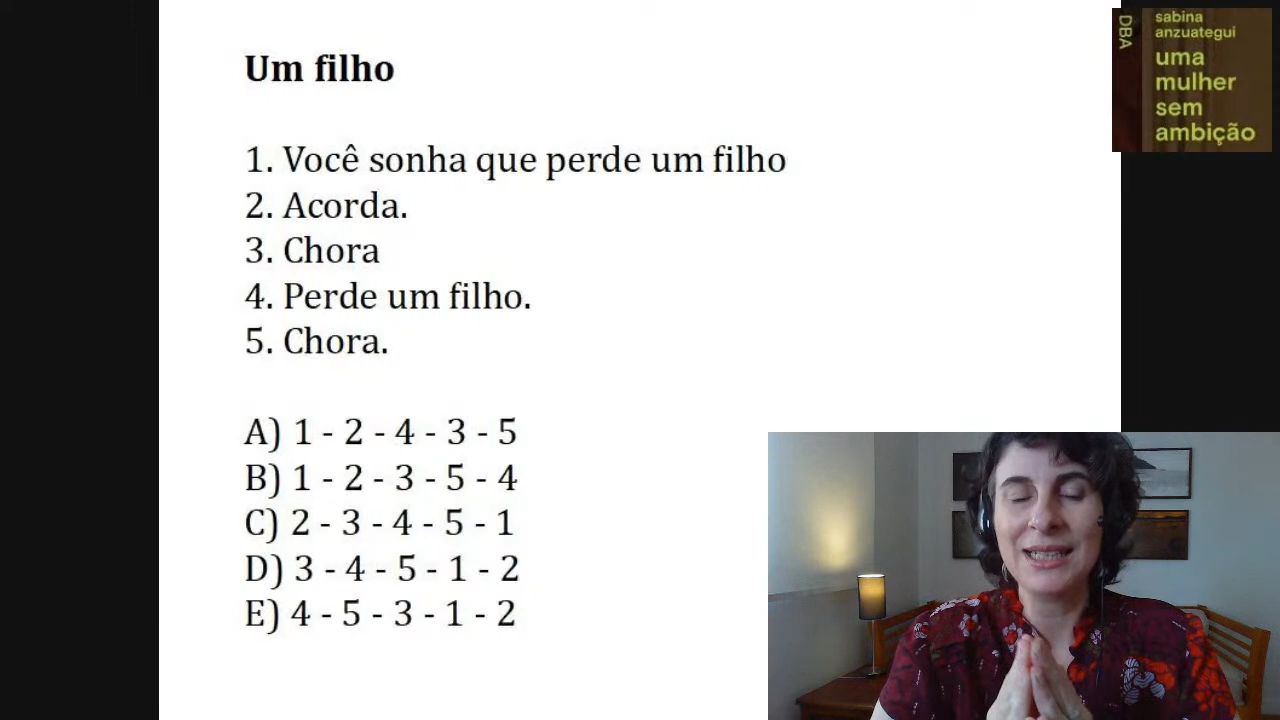 Um filho
1. Você sonha que perde um filho
2. Acorda.
3. Chora
4. Perde um filho.
5. Chora.
A) 1 - 2 - 4 - 3 - 5
B) 1 - 2 - 3 - 5 - 4
C) 2 - 3 - 4 - 5 - 1
D) 3 - 4 - 5 - 1 - 2
E) 4 - 5 - 3 - 1 - 2
DBA
sabina
anzuategui
uma
mulher
sem
ambição